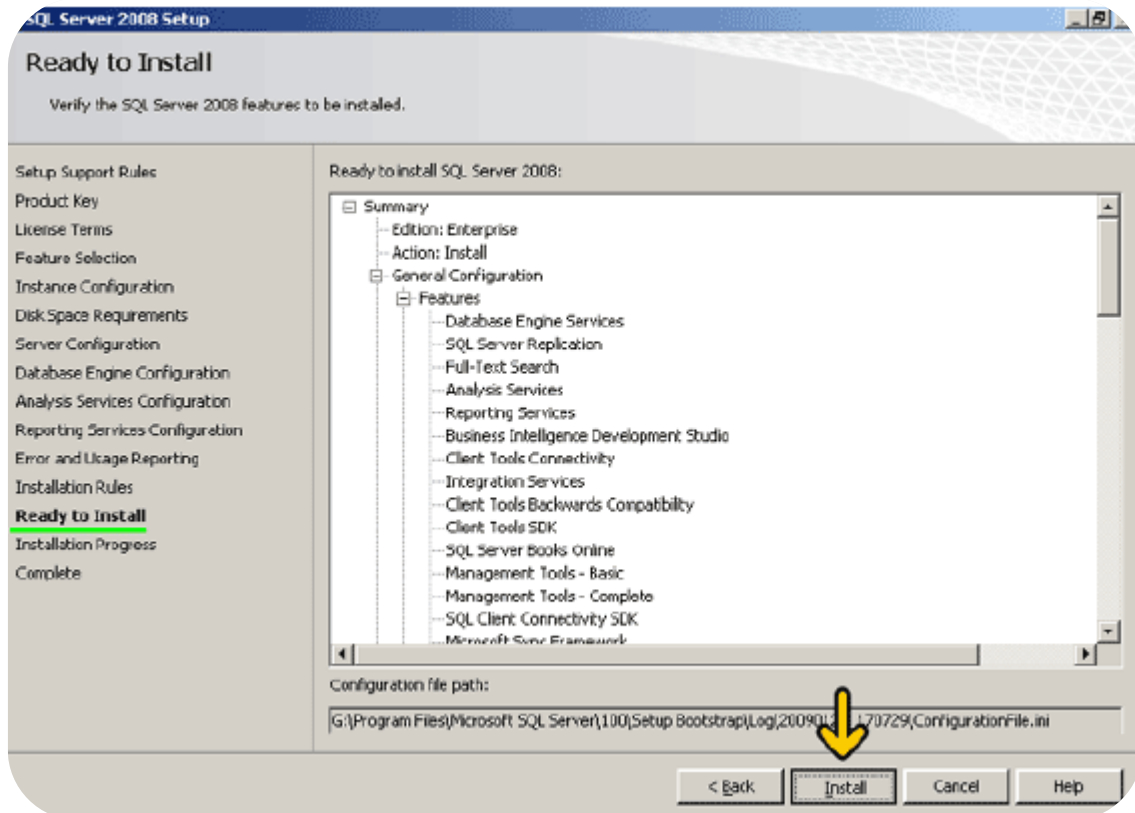 SQL Server 2008 Setup
Ready to Install
Verify the SQL Server 2008 features to be installed.
Setup Support Rules
Product Key
License Terms
Feature Selection
Instance Configuration
Disk Space Requirements
Server Configuration
Database Engine Configuration
Analysis Services Configuration
Reporting Services Configuration
Error and Usage Reporting
Installation Rules
Ready to Install
Installation Progress
Complete
Ready to install SQL Server 2008:
Summary
Edition: Enterprise
Action: Install
General Configuration
Features
Database Engine Services
SQL Server Replication
Full-Text Search
Analysis Services
Reporting Services
Business Intelligence Development Studio
Client Tools Connectivity
Integration Services
Client Tools Backwards Compatibility
Client Tools SDK
SQL Server Books Online
Management Tools - Basic
Management Tools - Complete
SQL Client Connectivity SDK
Microsoft Sync Framework
Configuration file path:
G:\Program Files\Microsoft SQL Server\100\Setup Bootstrap\Log\
< Back
Install
Cancel
Help